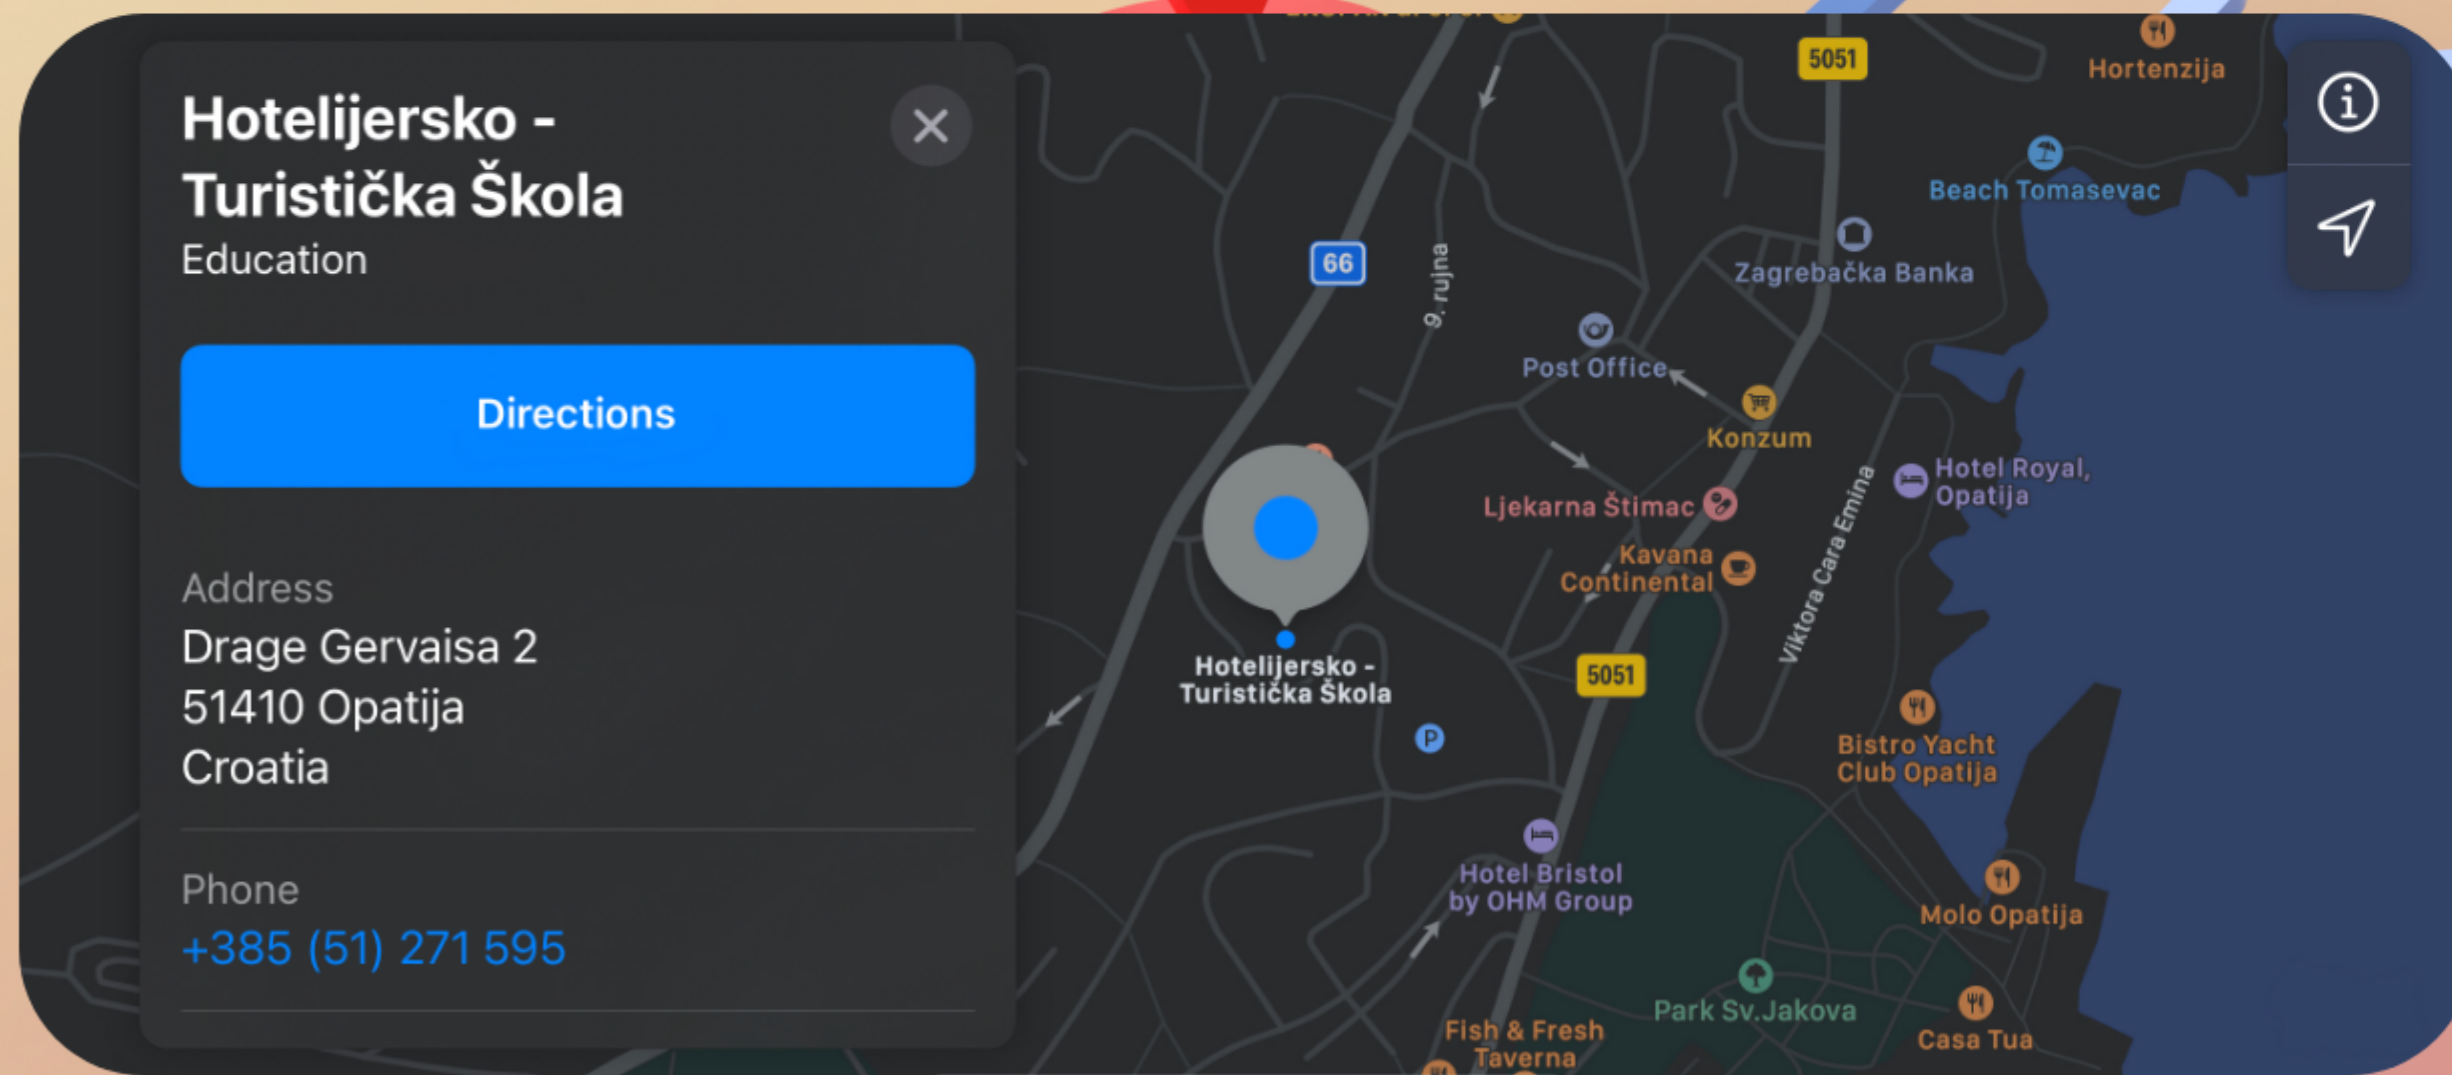 Hotelijersko -
Turistička Škola
Education
Directions
Address
Drage Gervaisa 2
51410 Opatija
Croatia
Phone
+385 (51) 271 595
5051
Hortenzija
Beach Tomasevac
66
9. rujna
Zagrebačka Banka
Post Office
Konzum
Hotel Royal,
Opatija
Ljekarna Štimac
Kavana
Continental
Viktora Cara Emina
Hotelijersko -
Turistička Škola
5051
P
Bistro Yacht
Club Opatija
Hotel Bristol
by OHM Group
Molo Opatija
Park Sv.Jakova
Casa Tua
Fish & Fresh
Taverna